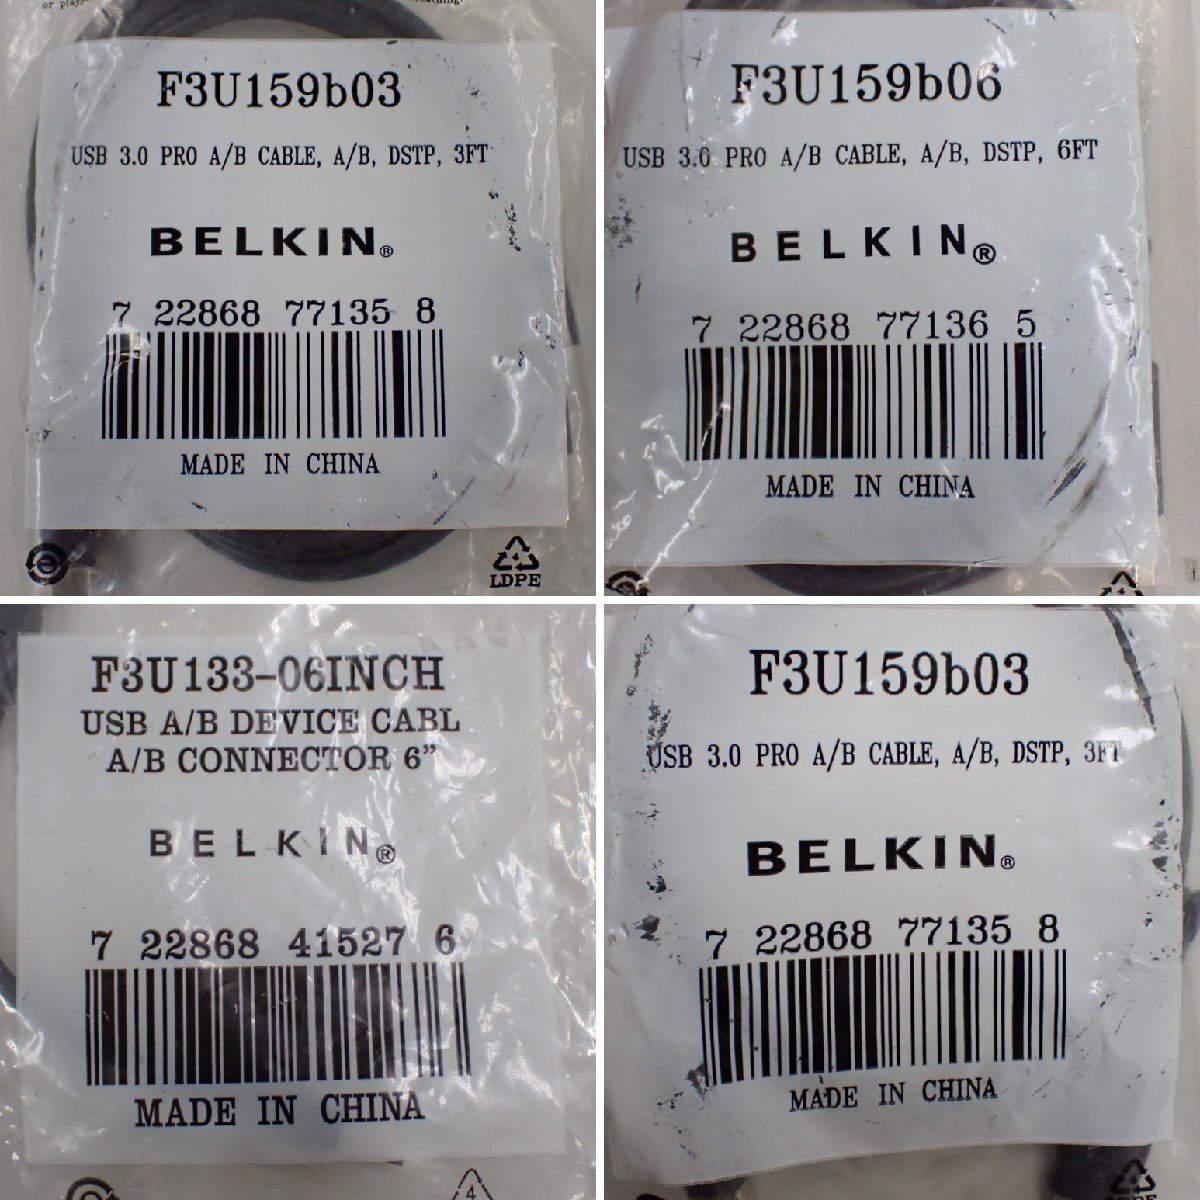 or playp
F3U159b03
USB 3.0 PRO A/B CABLE, A/B, DSTP, 3FT
BELKIN®
7 22868 77135 8
MADE IN CHINA
LDPE
F3U159b06
USB 3.0 PRO A/B CABLE, A/B, DSTP, 6FT
BELKIN®
7 22868 77136 5
MADE IN CHINA
F3U133-06INCH
USB A/B DEVICE CABL
A/B CONNECTOR 6”
BELKIN®
7 22868 41527 6
MADE IN CHINA
4
F3U159b03
USB 3.0 PRO A/B CABLE, A/B, DSTP, 3FT
BELKIN®
7 22868 77135 8
MADE IN CHINA